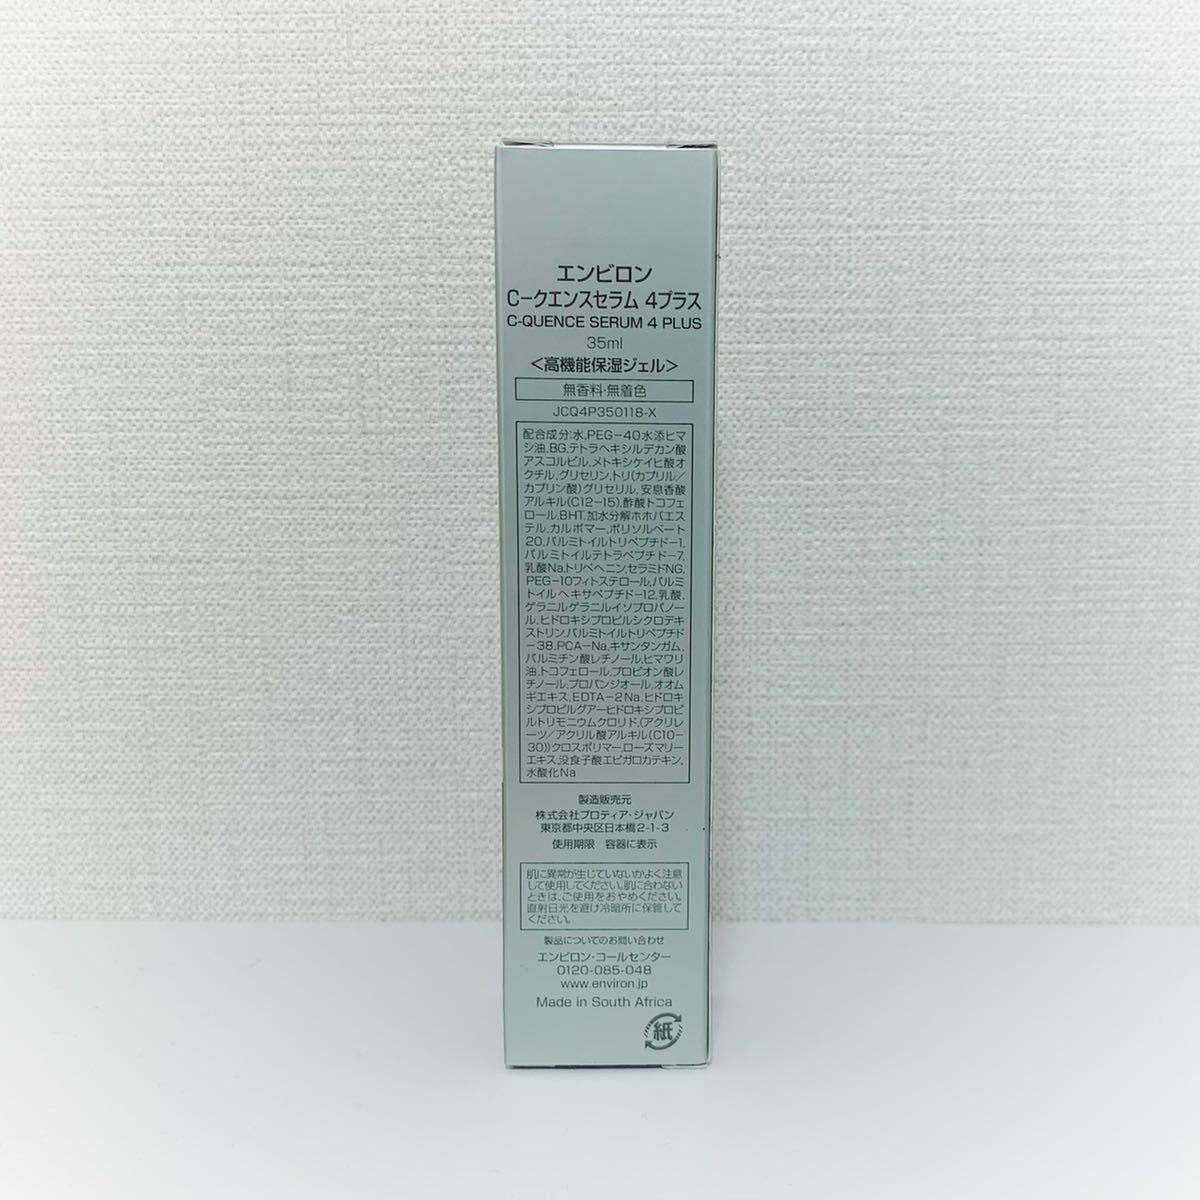 エンビロン
C-クエンスセラム 4プラス
C-QUENCE SERUM 4 PLUS
35ml
<高機能保湿ジェル>
無香料・無着色
JCQ4P350118-X
配合成分:水,PEG-40水添ヒマ
シ油,BG,テトラヘキシルデカン酸
アスコルビル,メトキシケイヒ酸オ
クチル,グリセリン,トリ(カプリル/
カプリン酸)グリセリル,安息香酸
アルキル(C12-15),酢酸トコフェ
ロール,BHT,加水分解ホホバエス
テル,カルボマー,ポリソルベート
20,パルミトイルトリペプチド-1,
パルミトイルテトラペプチド-7,
乳酸Na,トリベヘニン,セラミドNG,
PEG-10フィトステロール,パルミ
トイルヘキサペプチド-12,乳酸,
ゲラニルゲラニルイソプロパノー
ル,ヒドロキシプロピルシクロデキ
ストリン,パルミトイルトリペプチド
-38,PCA-Na,キサンタンガム,
パルミチン酸レチノール,ヒマワリ
油,トコフェロール,プロピオン酸レ
チノール,プロパンジオール,オオム
ギエキス,EDTA-2Na,ヒドロキ
シプロピルグアーヒドロキシプロピ
ルトリモニウムクロリド,(アクリレ
ーツ/アクリル酸アルキル(C10-
30))クロスポリマー,ローズマリー
エキス,没食子酸エピガロカテキン,
水酸化Na
製造販売元
株式会社プロティア・ジャパン
東京都中央区日本橋2-1-3
使用期限 容器に表示
肌に異常が生じていないかよく注意
して使用してください。肌に合わない
ときは、ご使用をおやめください。
直射日光を避け冷暗所に保管して
ください。
製品についてのお問い合わせ
エンビロン・コールセンター
0120-085-048
www.environ.jp
Made in South Africa
紙